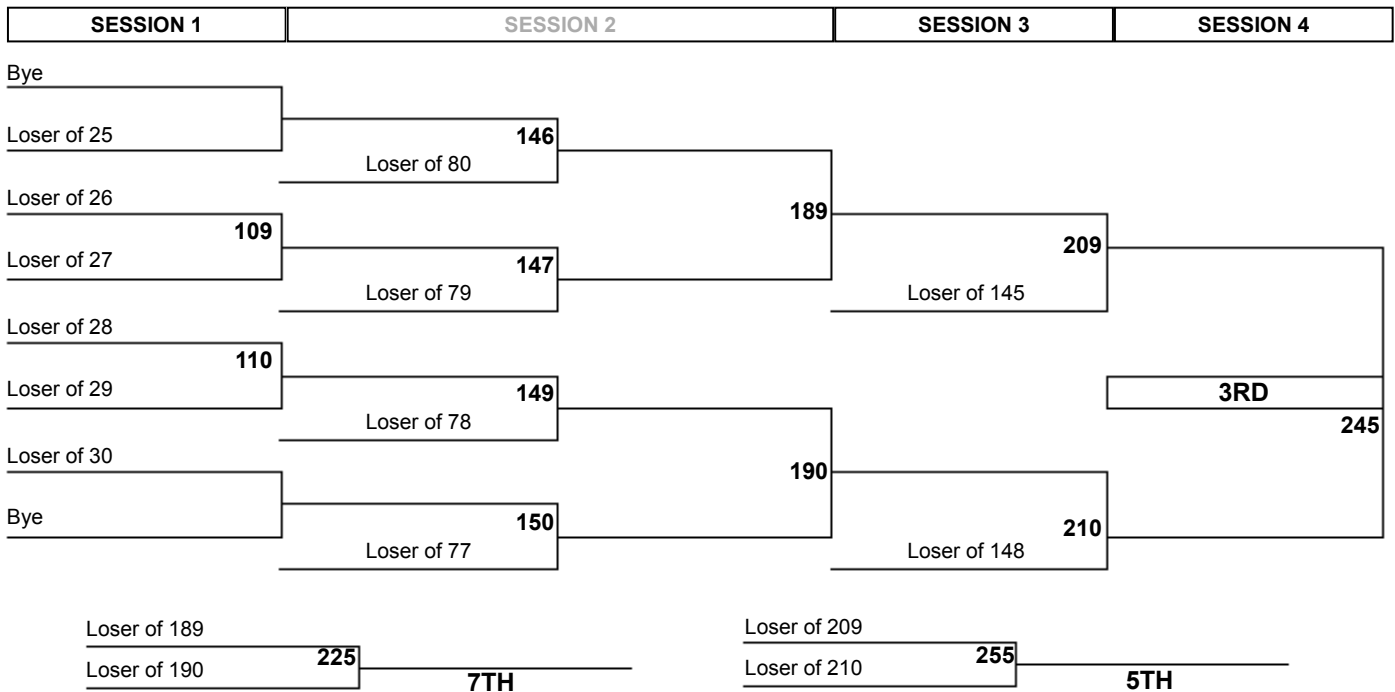 SESSION 1 SESSION 2 SESSION 3 SESSION 4
Bye
Loser of 25
146
Loser of 80
Loser of 26
189
109
209
Loser of 27
147
Loser of 79
Loser of 145
Loser of 28
110
Loser of 29
149
3RD
Loser of 78
245
Loser of 30
190
Bye
150
210
Loser of 77
Loser of 148
Loser of 189
225
Loser of 190
7TH
Loser of 209
255
Loser of 210
5TH